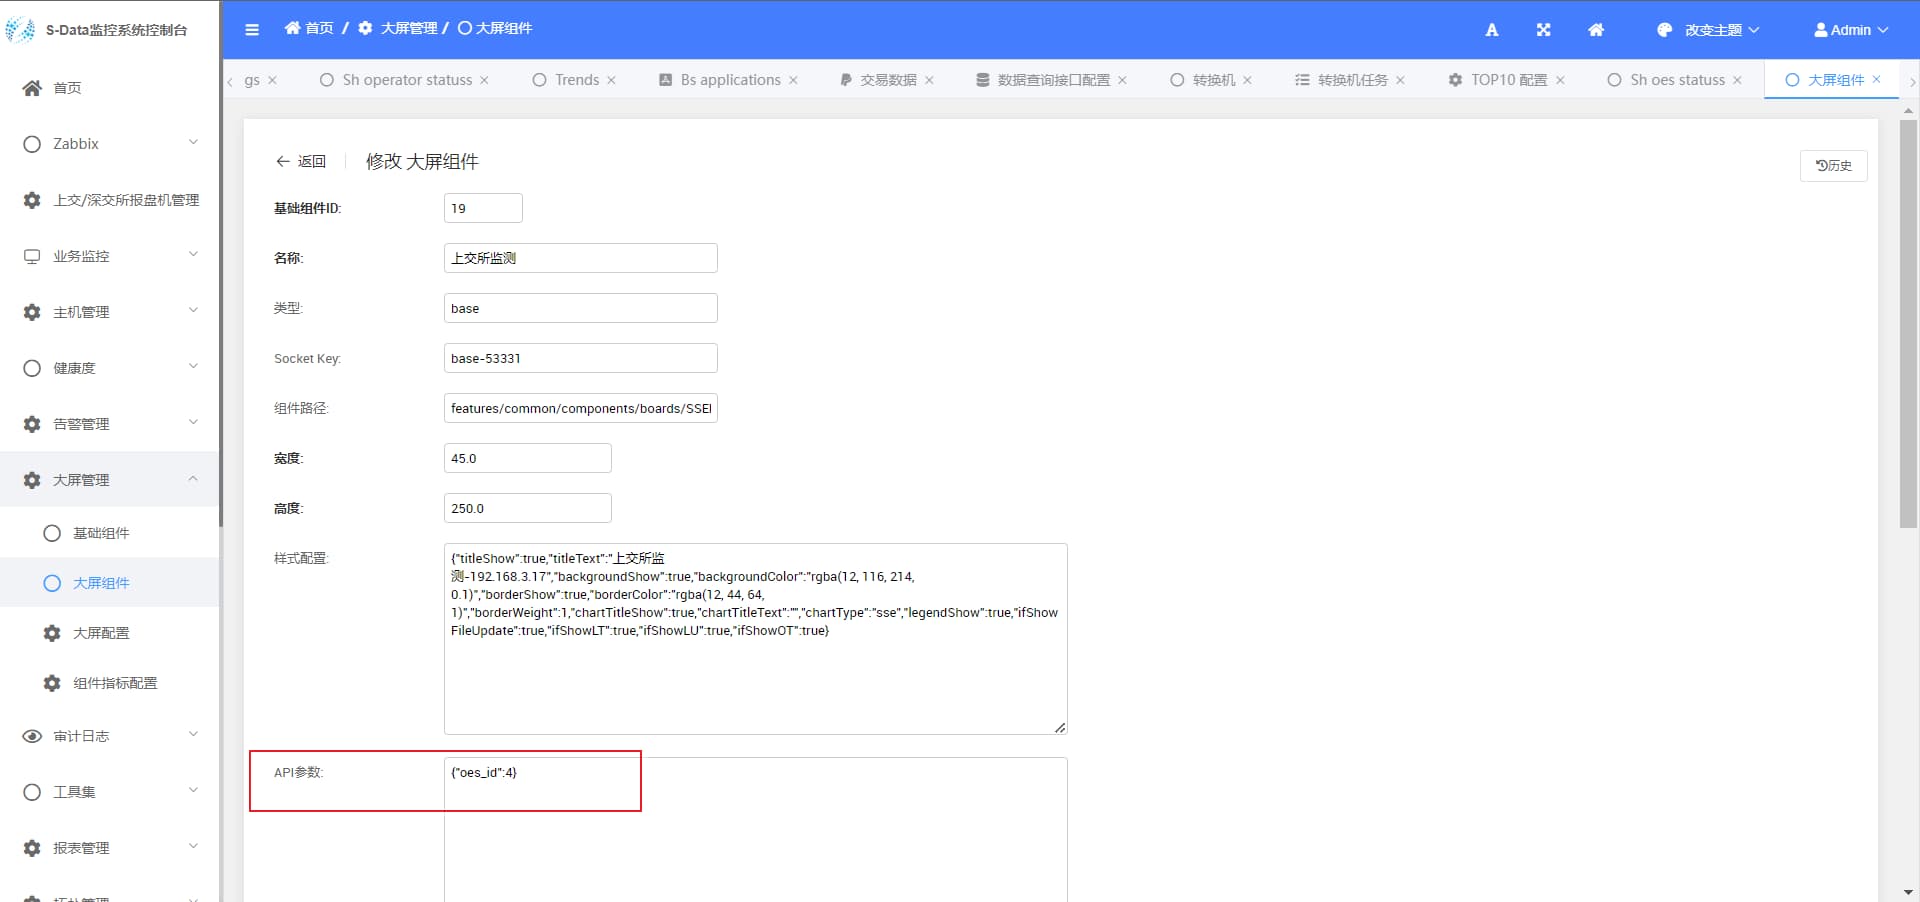 S-Data监控系统控制台
首页 / 大屏管理 / 大屏组件
改变主题
Admin
gs × Sh operator statuss × Trends × Bs applications × 交易数据 × 数据查询接口配置 × 转换机 × 转换机任务 × TOP10 配置 × Sh oes statuss × 大屏组件 ×
首页
Zabbix
上交/深交所报盘机管理
业务监控
主机管理
健康度
告警管理
大屏管理
基础组件
大屏组件
大屏配置
组件指标配置
审计日志
工具集
报表管理
返回
修改 大屏组件
历史
基础组件ID:
19
名称:
上交所监测
类型:
base
Socket Key:
base-53331
组件路径:
features/common/components/boards/SSEI
宽度:
45.0
高度:
250.0
样式配置:
{"titleShow":true,"titleText":"上交所监
测-192.168.3.17","backgroundShow":true,"backgroundColor":"rgba(12, 116, 214,
0.1)","borderShow":true,"borderColor":"rgba(12, 44, 64,
1)","borderWeight":1,"chartTitleShow":true,"chartTitleText":"","chartType":"sse","legendShow":true,"ifShow
FileUpdate":true,"ifShowLT":true,"ifShowLU":true,"ifShowOT":true}
API参数:
{"oes_id":4}